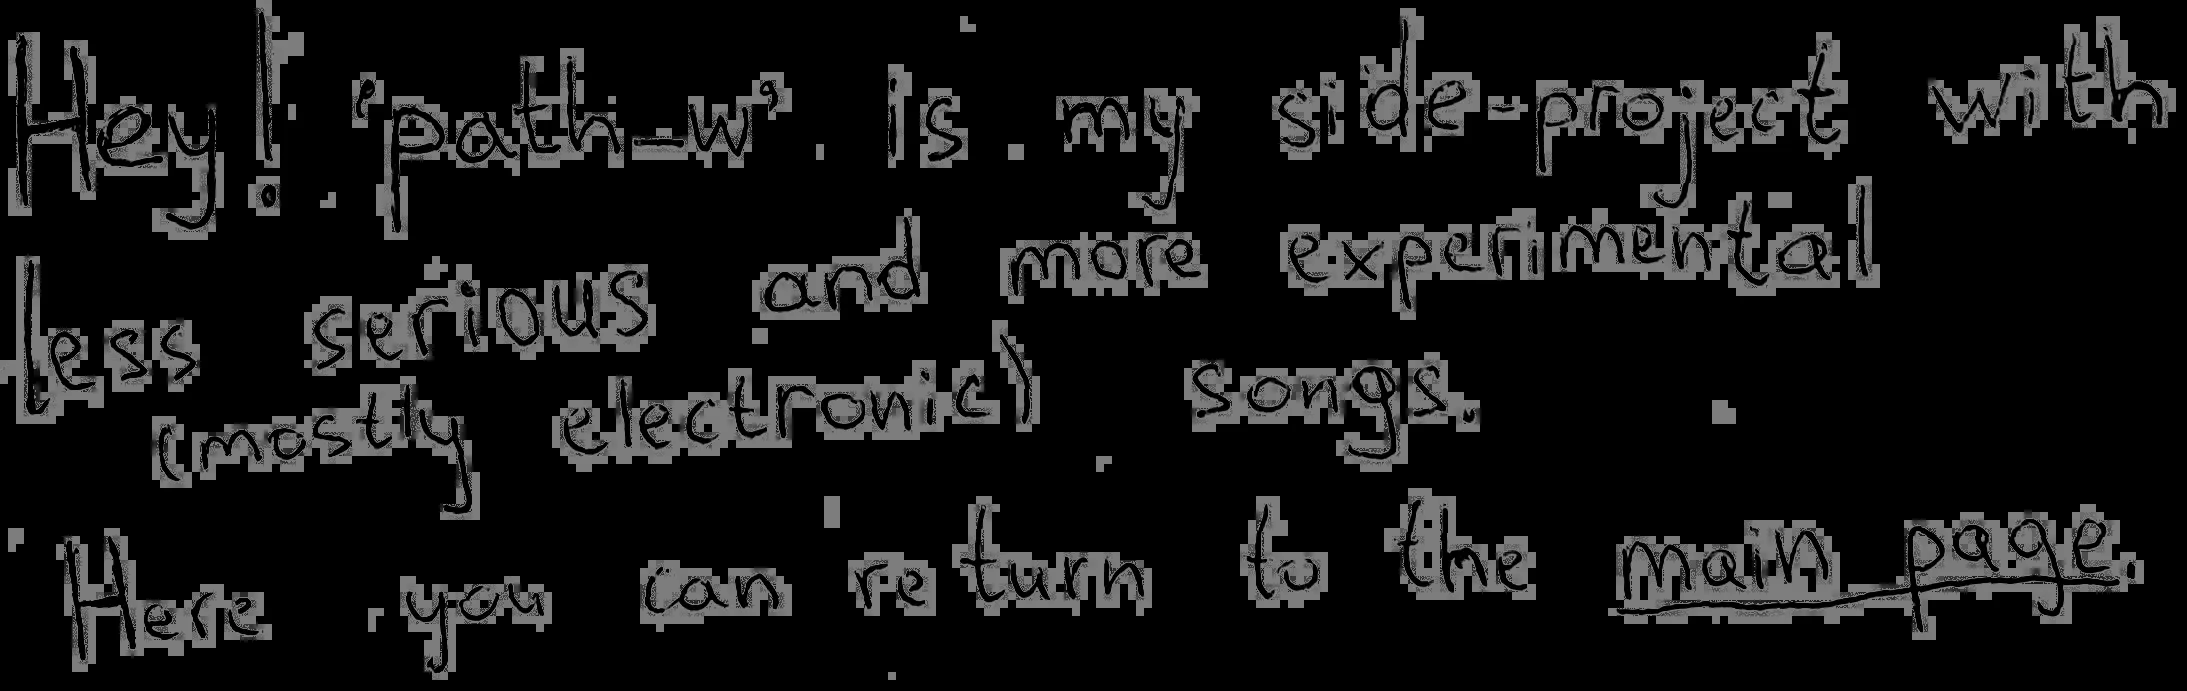 Hey! "path_w" is my side-project with
less serious and more experimental
(mostly electronic) songs.
Here you can return to the main page.